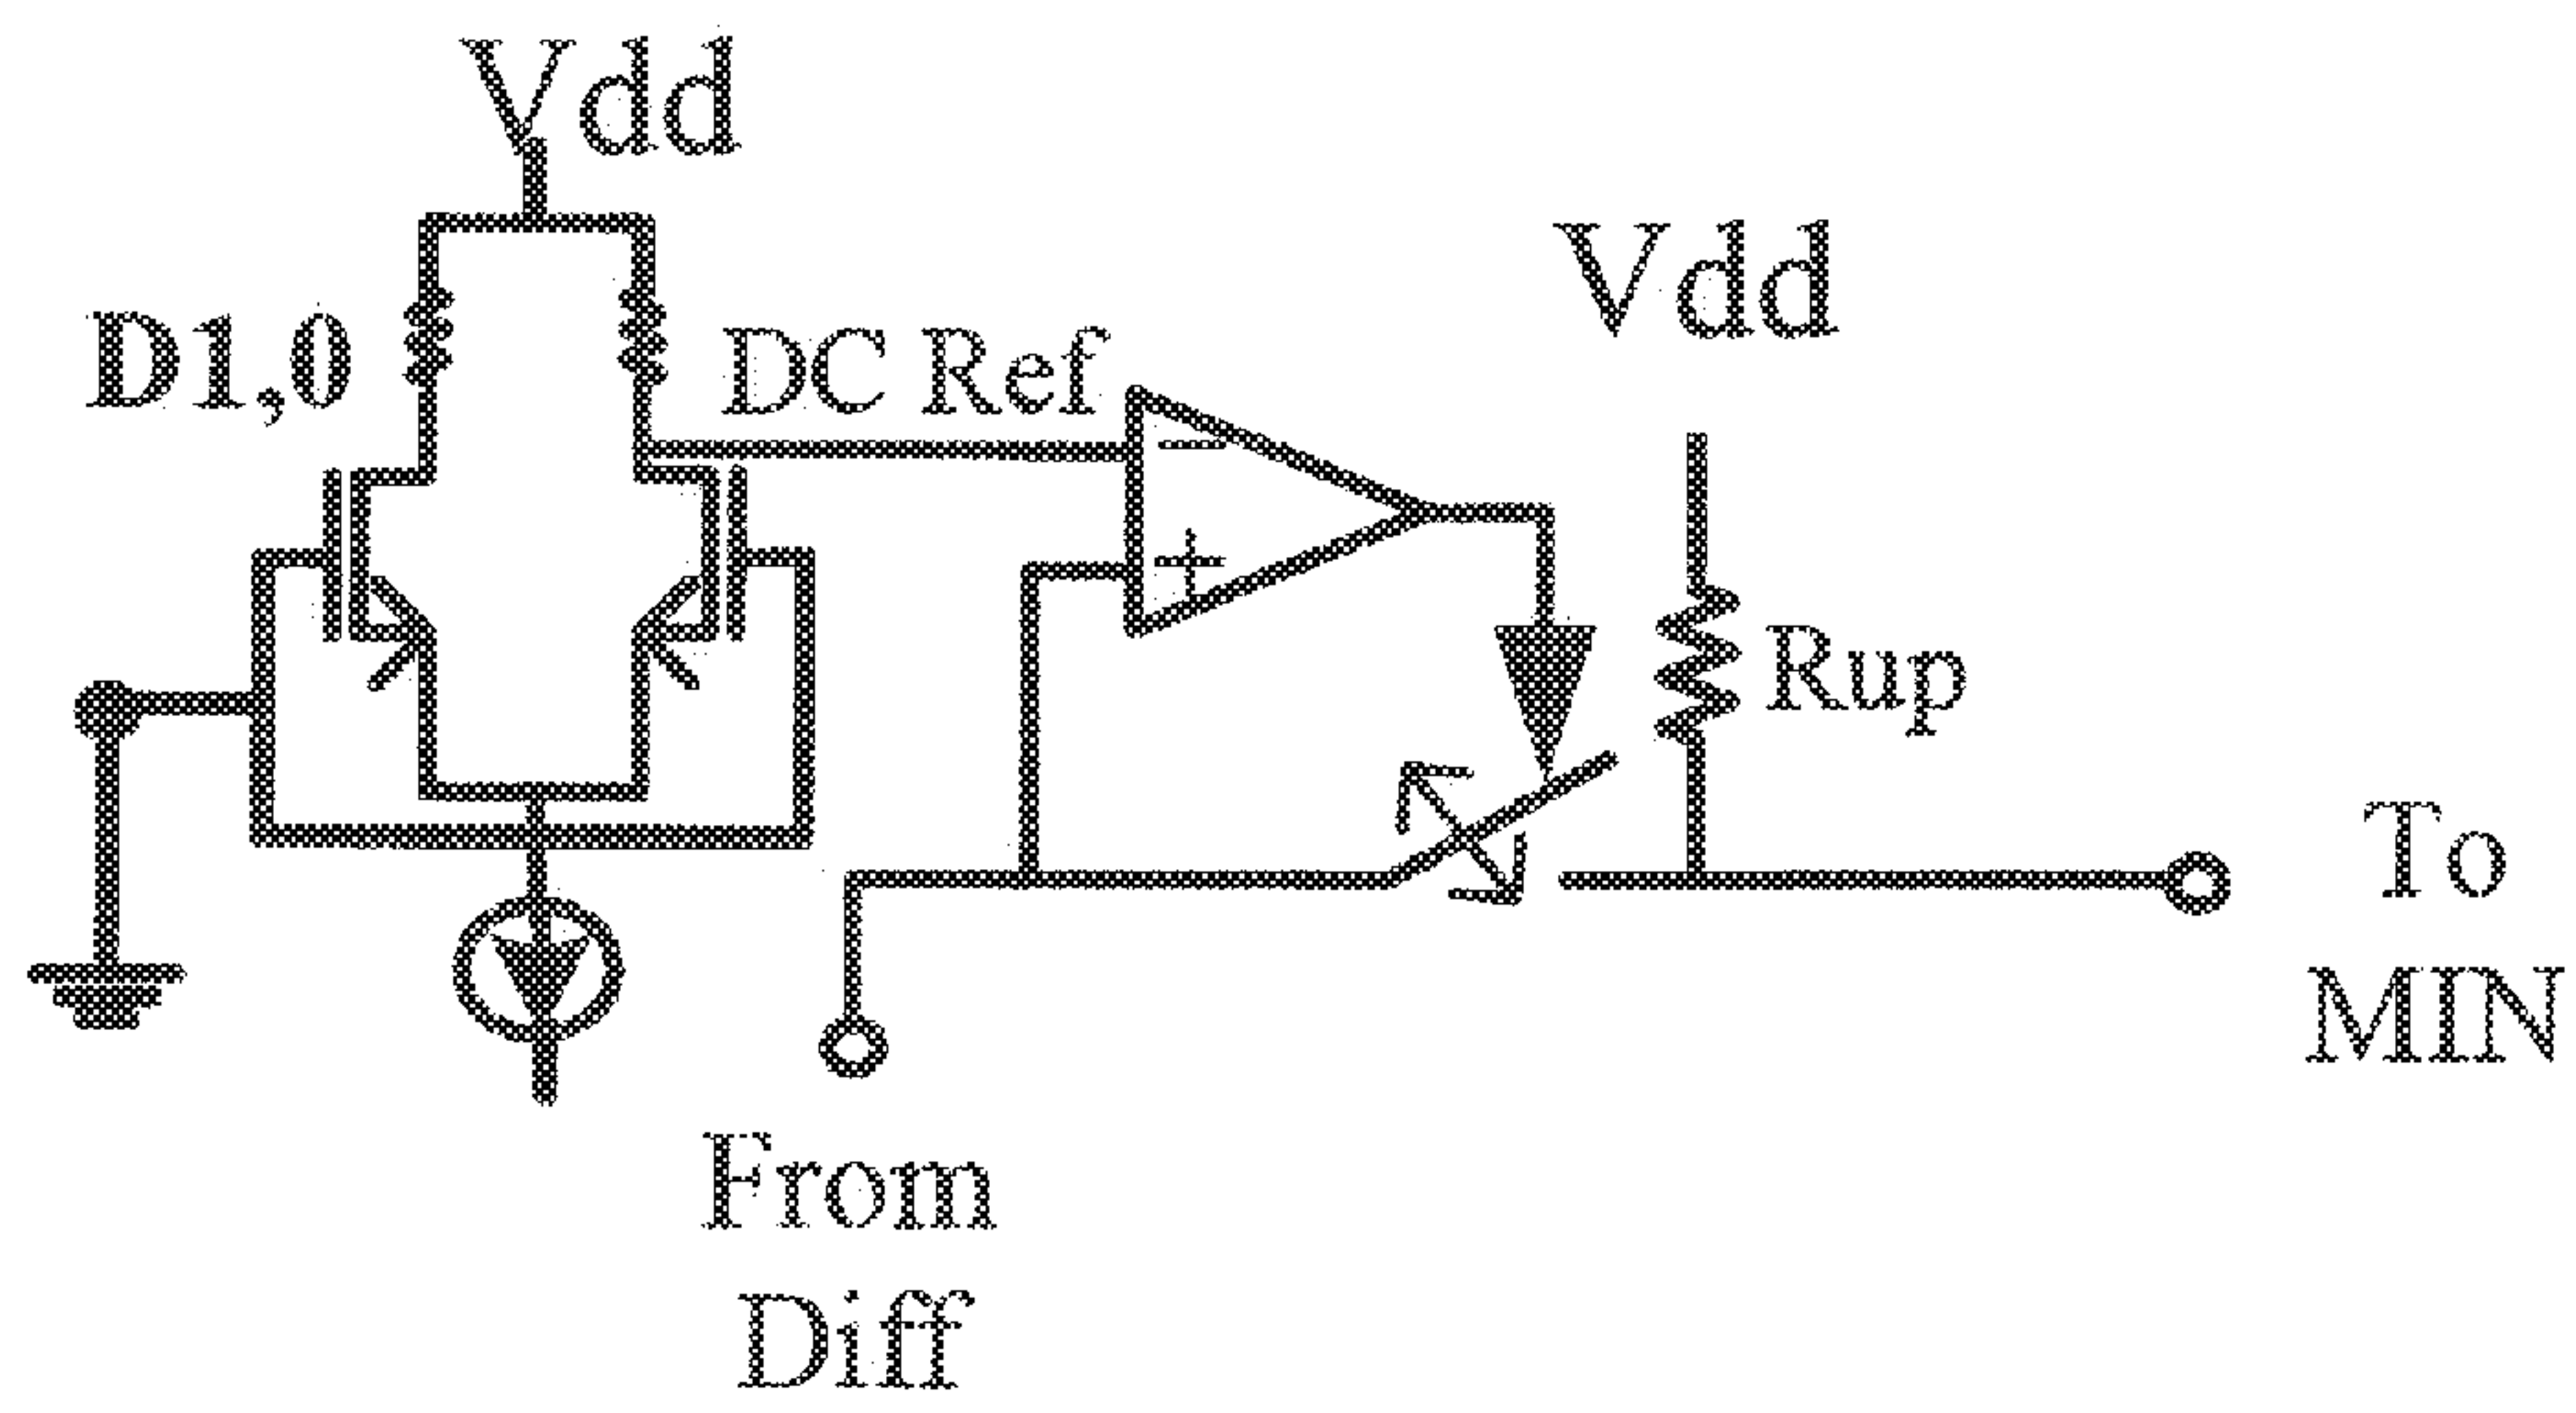 Vdd
Vdd
D1,0
DC Ref
−
+
Rup
To
MIN
From
Diff